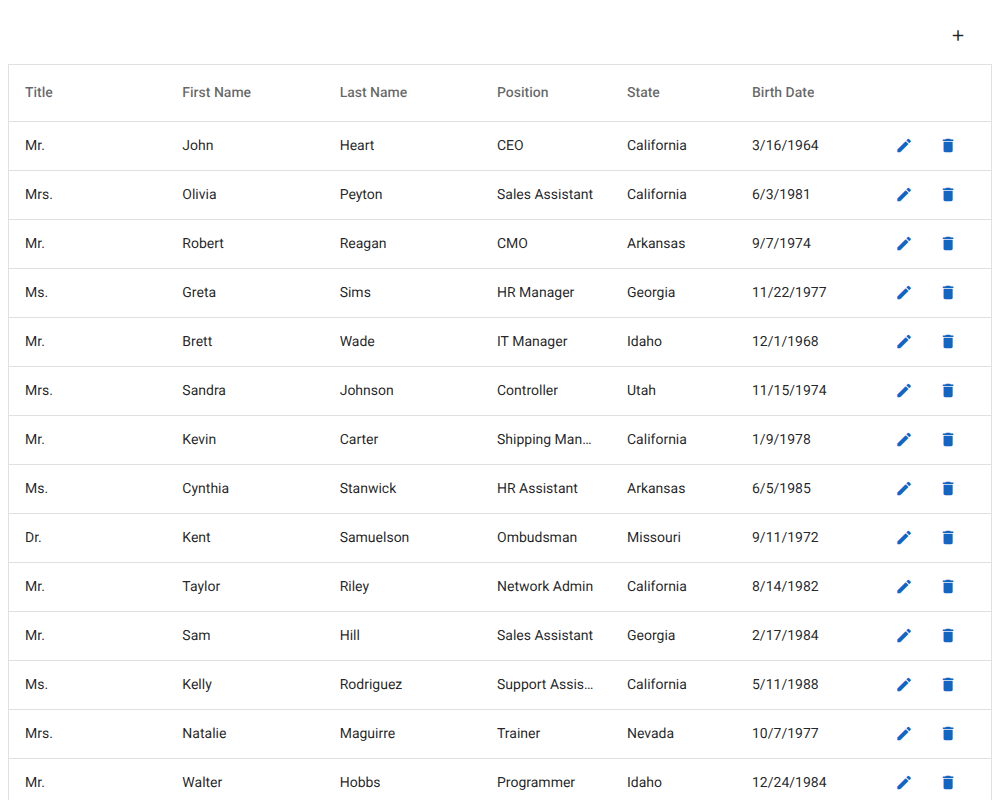 +
Title First Name Last Name Position State Birth Date
Mr. John Heart CEO California 3/16/1964
Mrs. Olivia Peyton Sales Assistant California 6/3/1981
Mr. Robert Reagan CMO Arkansas 9/7/1974
Ms. Greta Sims HR Manager Georgia 11/22/1977
Mr. Brett Wade IT Manager Idaho 12/1/1968
Mrs. Sandra Johnson Controller Utah 11/15/1974
Mr. Kevin Carter Shipping Man... California 1/9/1978
Ms. Cynthia Stanwick HR Assistant Arkansas 6/5/1985
Dr. Kent Samuelson Ombudsman Missouri 9/11/1972
Mr. Taylor Riley Network Admin California 8/14/1982
Mr. Sam Hill Sales Assistant Georgia 2/17/1984
Ms. Kelly Rodriguez Support Assis... California 5/11/1988
Mrs. Natalie Maguirre Trainer Nevada 10/7/1977
Mr. Walter Hobbs Programmer Idaho 12/24/1984